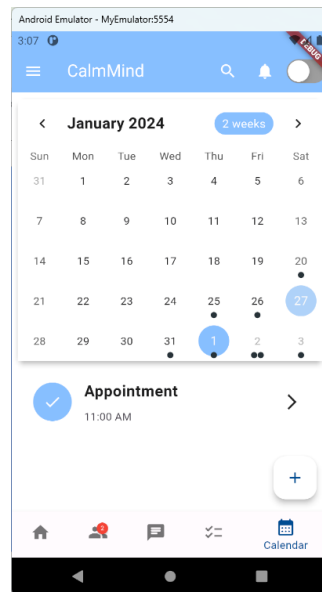 Android Emulator - MyEmulator:5554
3:07
DEBUG
CalmMind
January 2024 2 weeks
Sun Mon Tue Wed Thu Fri Sat
31 1 2 3 4 5 6
7 8 9 10 11 12 13
14 15 16 17 18 19 20
21 22 23 24 25 26 27
28 29 30 31 1 2 3
Appointment
11:00 AM
2
Calendar